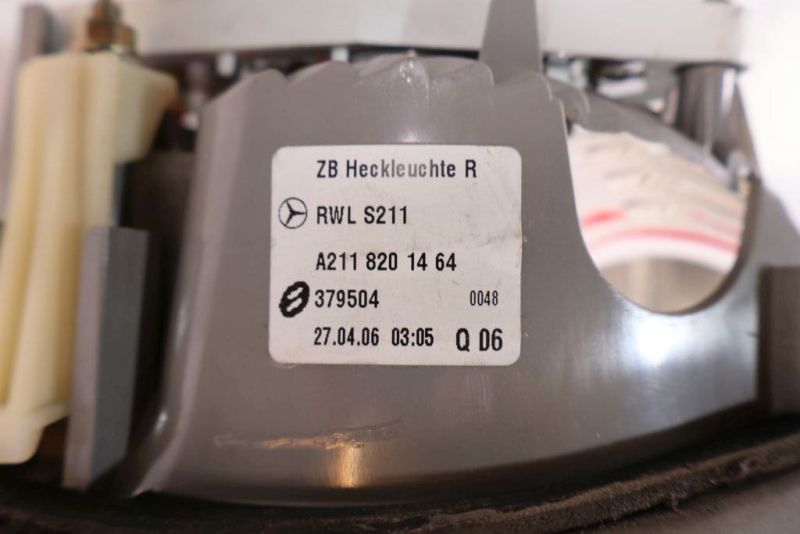 ZB Heckleuchte R
RWL S211
A211 820 14 64
379504 0048
27.04.06 03:05 Q 06